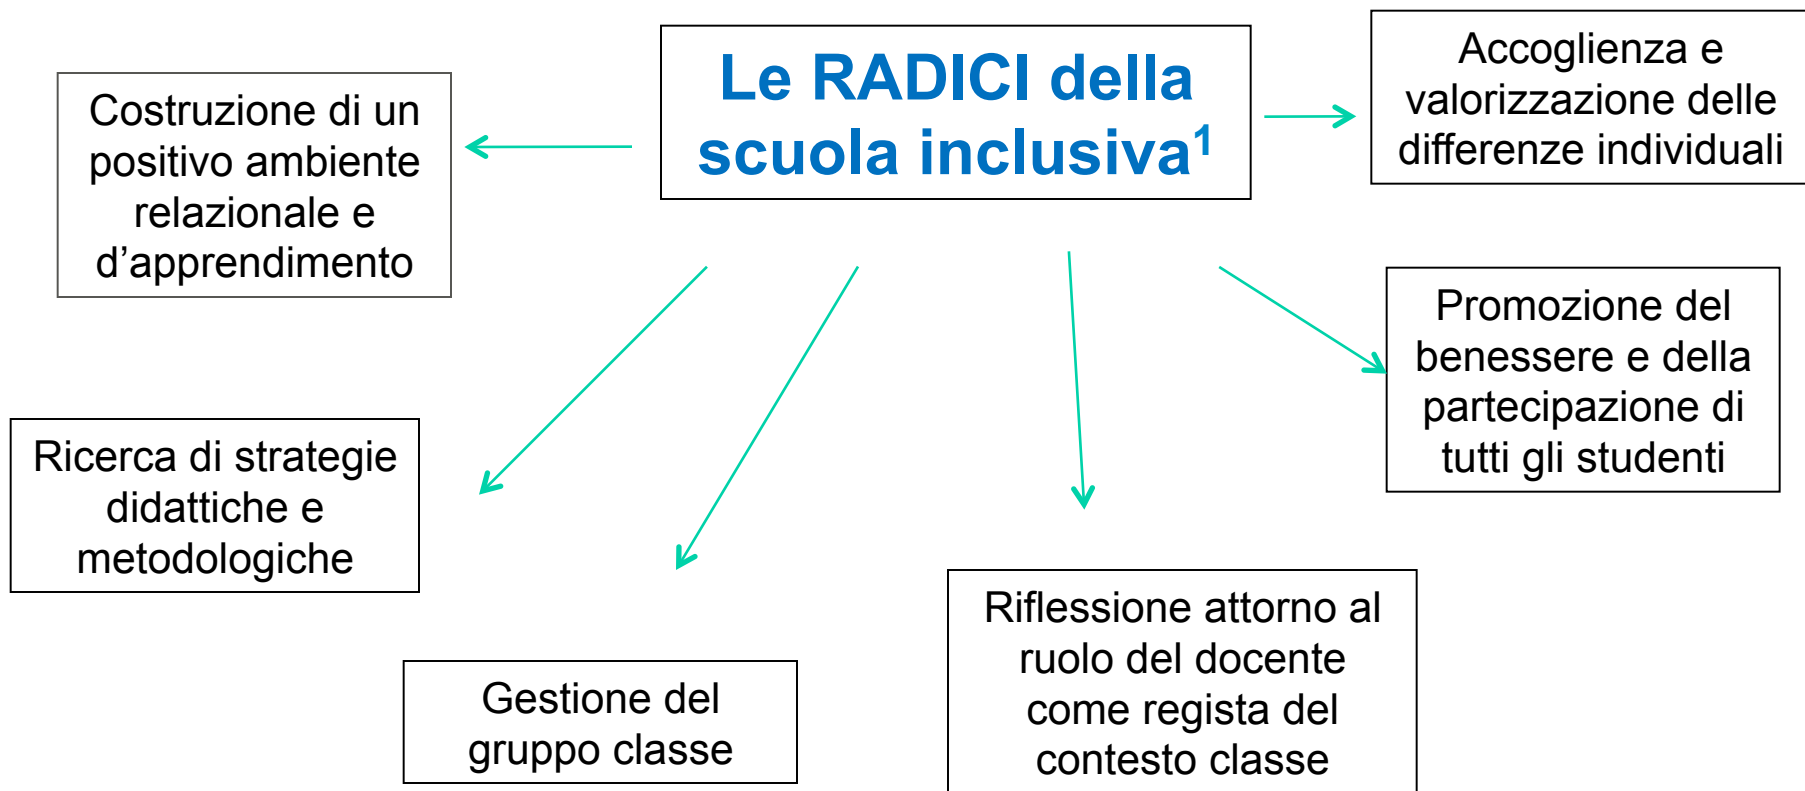 Le RADICI della
scuola inclusiva¹
Accoglienza e
valorizzazione delle
differenze individuali
Costruzione di un
positivo ambiente
relazionale e
d’apprendimento
Promozione del
benessere e della
partecipazione di
tutti gli studenti
Ricerca di strategie
didattiche e
metodologiche
Gestione del
gruppo classe
Riflessione attorno al
ruolo del docente
come regista del
contesto classe